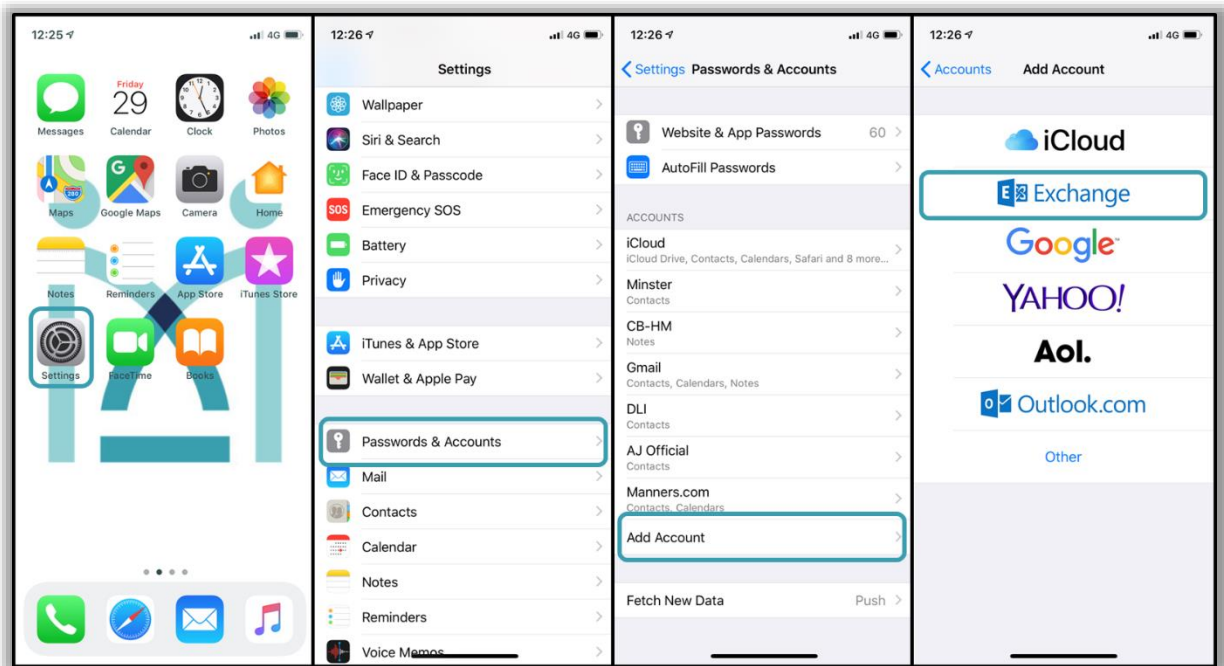 12:25
4G
Friday
29
Messages
Calendar
Clock
Photos
280
G
Maps
Google Maps
Camera
Home
Notes
Reminders
App Store
iTunes Store
Settings
FaceTime
Books
12:26
4G
Settings
Wallpaper
Siri & Search
Face ID & Passcode
SOS Emergency SOS
Battery
Privacy
iTunes & App Store
Wallet & Apple Pay
Passwords & Accounts
Mail
Contacts
Calendar
Notes
Reminders
Voice Memos
12:26
4G
Settings Passwords & Accounts
Website & App Passwords 60
AutoFill Passwords
ACCOUNTS
iCloud
iCloud Drive, Contacts, Calendars, Safari and 8 more...
Minster
Contacts
CB-HM
Notes
Gmail
Contacts, Calendars, Notes
DLI
Contacts
AJ Official
Contacts
Manners.com
Contacts, Calendars
Add Account
Fetch New Data Push
12:26
4G
Accounts Add Account
iCloud
E Exchange
Google
YAHOO!
Aol.
o Outlook.com
Other